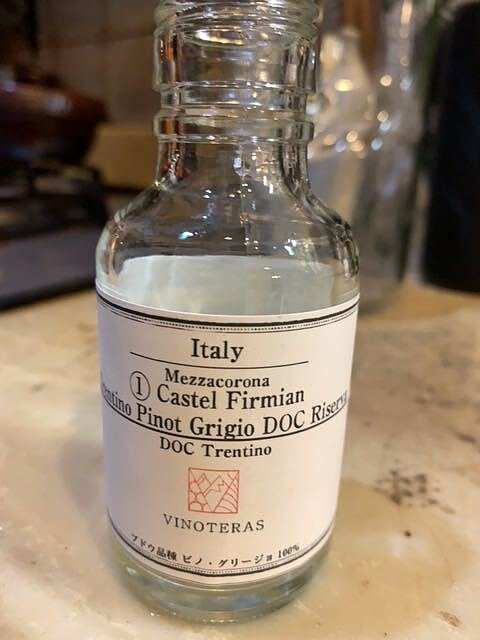 Italy
Mezzacorona
① Castel Firmian
Pinot Grigio DOC Riserva
DOC Trentino
VINOTERAS
ブドウ品種 ピノ・グリージョ 100%